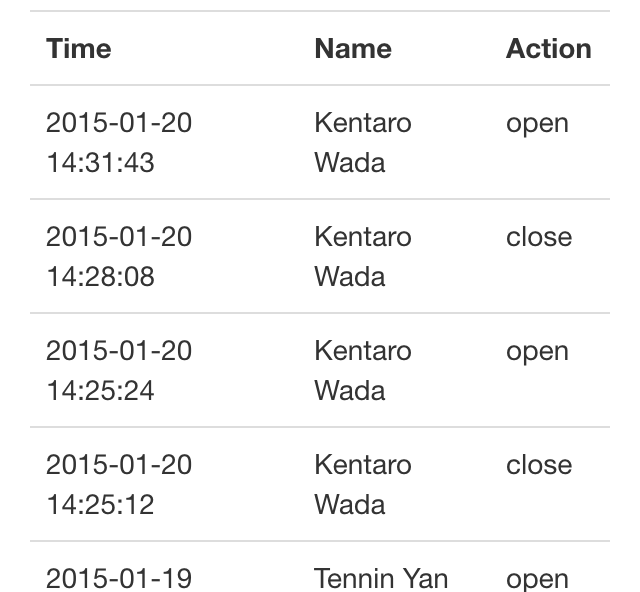 Time Name Action
2015-01-20 Kentaro open
14:31:43 Wada
2015-01-20 Kentaro close
14:28:08 Wada
2015-01-20 Kentaro open
14:25:24 Wada
2015-01-20 Kentaro close
14:25:12 Wada
2015-01-19 Tennin Yan open